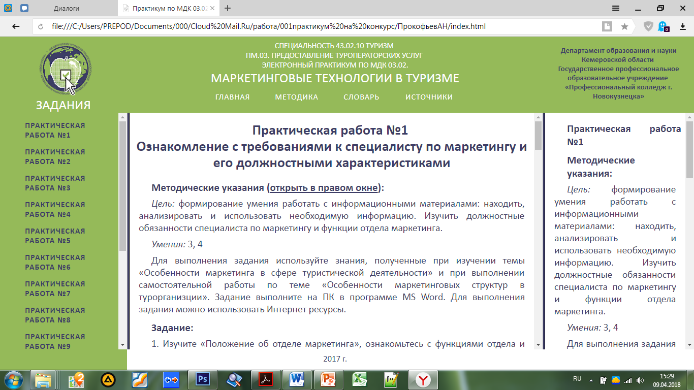 Диалоги
Практикум по МДК 03.02
file:///C:/Users/PREPOD/Documents/000/Cloud%20Mail.Ru/работа/001практикум%20на%20конкурс/ПрокофьевАН/index.html
СПЕЦИАЛЬНОСТЬ 43.02.10 ТУРИЗМ
ПМ.03. ПРЕДОСТАВЛЕНИЕ ТУРОПЕРАТОРСКИХ УСЛУГ
ЭЛЕКТРОННЫЙ ПРАКТИКУМ ПО МДК 03.02.
МАРКЕТИНГОВЫЕ ТЕХНОЛОГИИ В ТУРИЗМЕ
ГЛАВНАЯ МЕТОДИКА СЛОВАРЬ ИСТОЧНИКИ
Департамент образования и науки
Кемеровской области
Государственное профессиональное
образовательное учреждение
«Профессиональный колледж г.
Новокузнецка»
ЗАДАНИЯ
ПРАКТИЧЕСКАЯ
РАБОТА №1
ПРАКТИЧЕСКАЯ
РАБОТА №2
ПРАКТИЧЕСКАЯ
РАБОТА №3
ПРАКТИЧЕСКАЯ
РАБОТА №4
ПРАКТИЧЕСКАЯ
РАБОТА №5
ПРАКТИЧЕСКАЯ
РАБОТА №6
ПРАКТИЧЕСКАЯ
РАБОТА №7
ПРАКТИЧЕСКАЯ
РАБОТА №8
ПРАКТИЧЕСКАЯ
РАБОТА №9
Практическая работа №1
Ознакомление с требованиями к специалисту по маркетингу и
его должностными характеристиками
Методические указания (открыть в правом окне):
Цель: формирование умения работать с информационными материалами: находить,
анализировать и использовать необходимую информацию. Изучить должностные
обязанности специалиста по маркетингу и функции отдела маркетинга.
Умения: 3, 4
Для выполнения задания используйте знания, полученные при изучении темы
«Особенности маркетинга в сфере туристической деятельности» и при выполнении
самостоятельной работы по теме «Особенности маркетинговых структур в
турорганизации». Задание выполните на ПК в программе MS Word. Для выполнения
задания можно использовать Интернет ресурсы.
Задание:
1. Изучите «Положение об отделе маркетинга», ознакомьтесь с функциями отдела и
Практическая работа
№1
Методические
указания:
Цель: формирование
умения работать с
информационными
материалами: находить,
анализировать и
использовать необходимую
информацию. Изучить
должностные обязанности
специалиста по маркетингу
и функции отдела
маркетинга.
Умения: 3, 4
Для выполнения задания
2017 г.
RU
15:29
09.04.2018